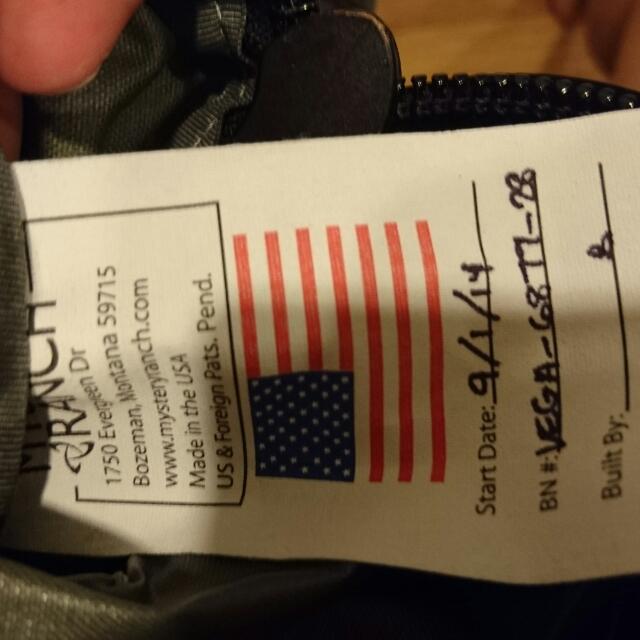 RANCH
1750 Evergreen Dr
Bozeman, Montana 59715
www.mysteryranch.com
Made in the USA
US & Foreign Pats. Pend.
Start Date: 9/1/14
BN #: VEGA-6877-28
Built By: